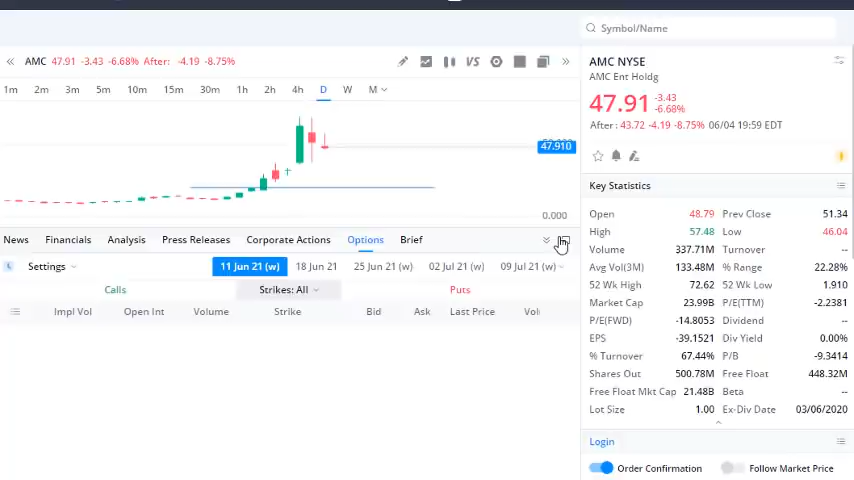 Symbol/Name
AMC 47.91 -3.43 -6.68% After: -4.19 -8.75% VS
1m 2m 3m 5m 10m 15m 30m 1h 2h 4h D W M
47.910
0.000
News Financials Analysis Press Releases Corporate Actions Options Brief
Settings 11 Jun 21 (w) 18 Jun 21 25 Jun 21 (w) 02 Jul 21 (w) 09 Jul 21 (w)
Calls Strikes: All Puts
Impl Vol Open Int Volume Strike Bid Ask Last Price Volu
AMC NYSE
AMC Ent Holdg
47.91 -3.43
-6.68%
After : 43.72 -4.19 -8.75% 06/04 19:59 EDT
Key Statistics
Open 48.79 Prev Close 51.34
High 57.48 Low 46.04
Volume 337.71M Turnover --
Avg Vol(3M) 133.48M % Range 22.28%
52 Wk High 72.62 52 Wk Low 1.910
Market Cap 23.99B P/E(TTM) -2.2381
P/E(FWD) -14.8053 Dividend --
EPS -39.1521 Div Yield 0.00%
% Turnover 67.44% P/B -9.3414
Shares Out 500.78M Free Float 448.32M
Free Float Mkt Cap 21.48B Beta --
Lot Size 1.00 Ex-Div Date 03/06/2020
Login
Order Confirmation Follow Market Price